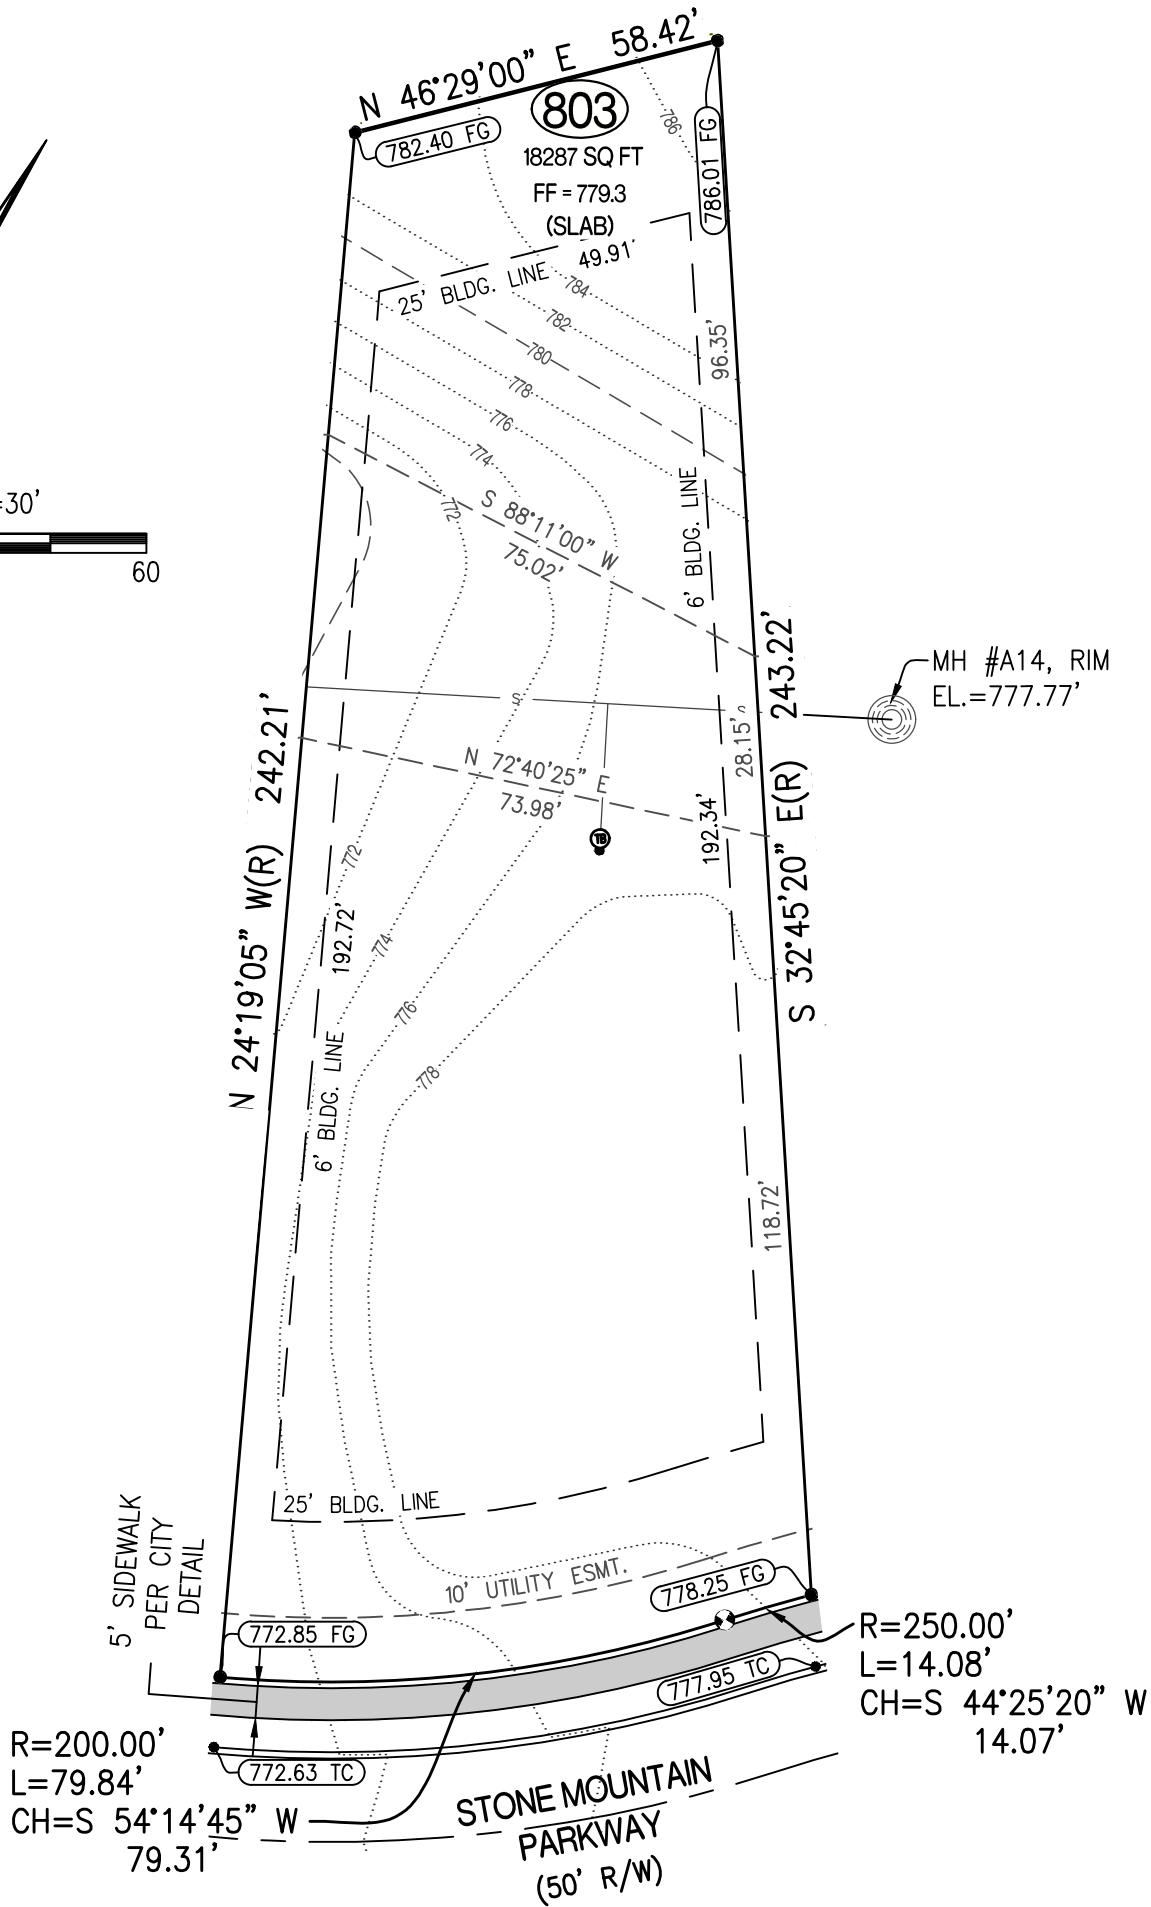 N 46°29'00" E 58.42'
803
18287 SQ FT
FF = 779.3
(SLAB)
782.40 FG
786.01 FG
786
49.91'
25' BLDG. LINE
784
782
780
778
776
774
772
96.35'
6' BLDG. LINE
=30'
60
S 88°11'00" W
75.02'
S
MH #A14, RIM
EL.=777.77'
S 32°45'20" E(R) 243.22'
28.15'
N 24°19'05" W(R) 242.21'
N 72°40'25" E
73.98'
TB
192.34'
192.72'
772
774
776
778
6' BLDG. LINE
118.72'
25' BLDG. LINE
10' UTILITY ESMT.
5' SIDEWALK
PER CITY
DETAIL
772.85 FG
778.25 FG
777.95 TC
772.63 TC
R=250.00'
L=14.08'
CH=S 44°25'20" W
14.07'
R=200.00'
L=79.84'
CH=S 54°14'45" W
79.31'
STONE MOUNTAIN
PARKWAY
(50' R/W)